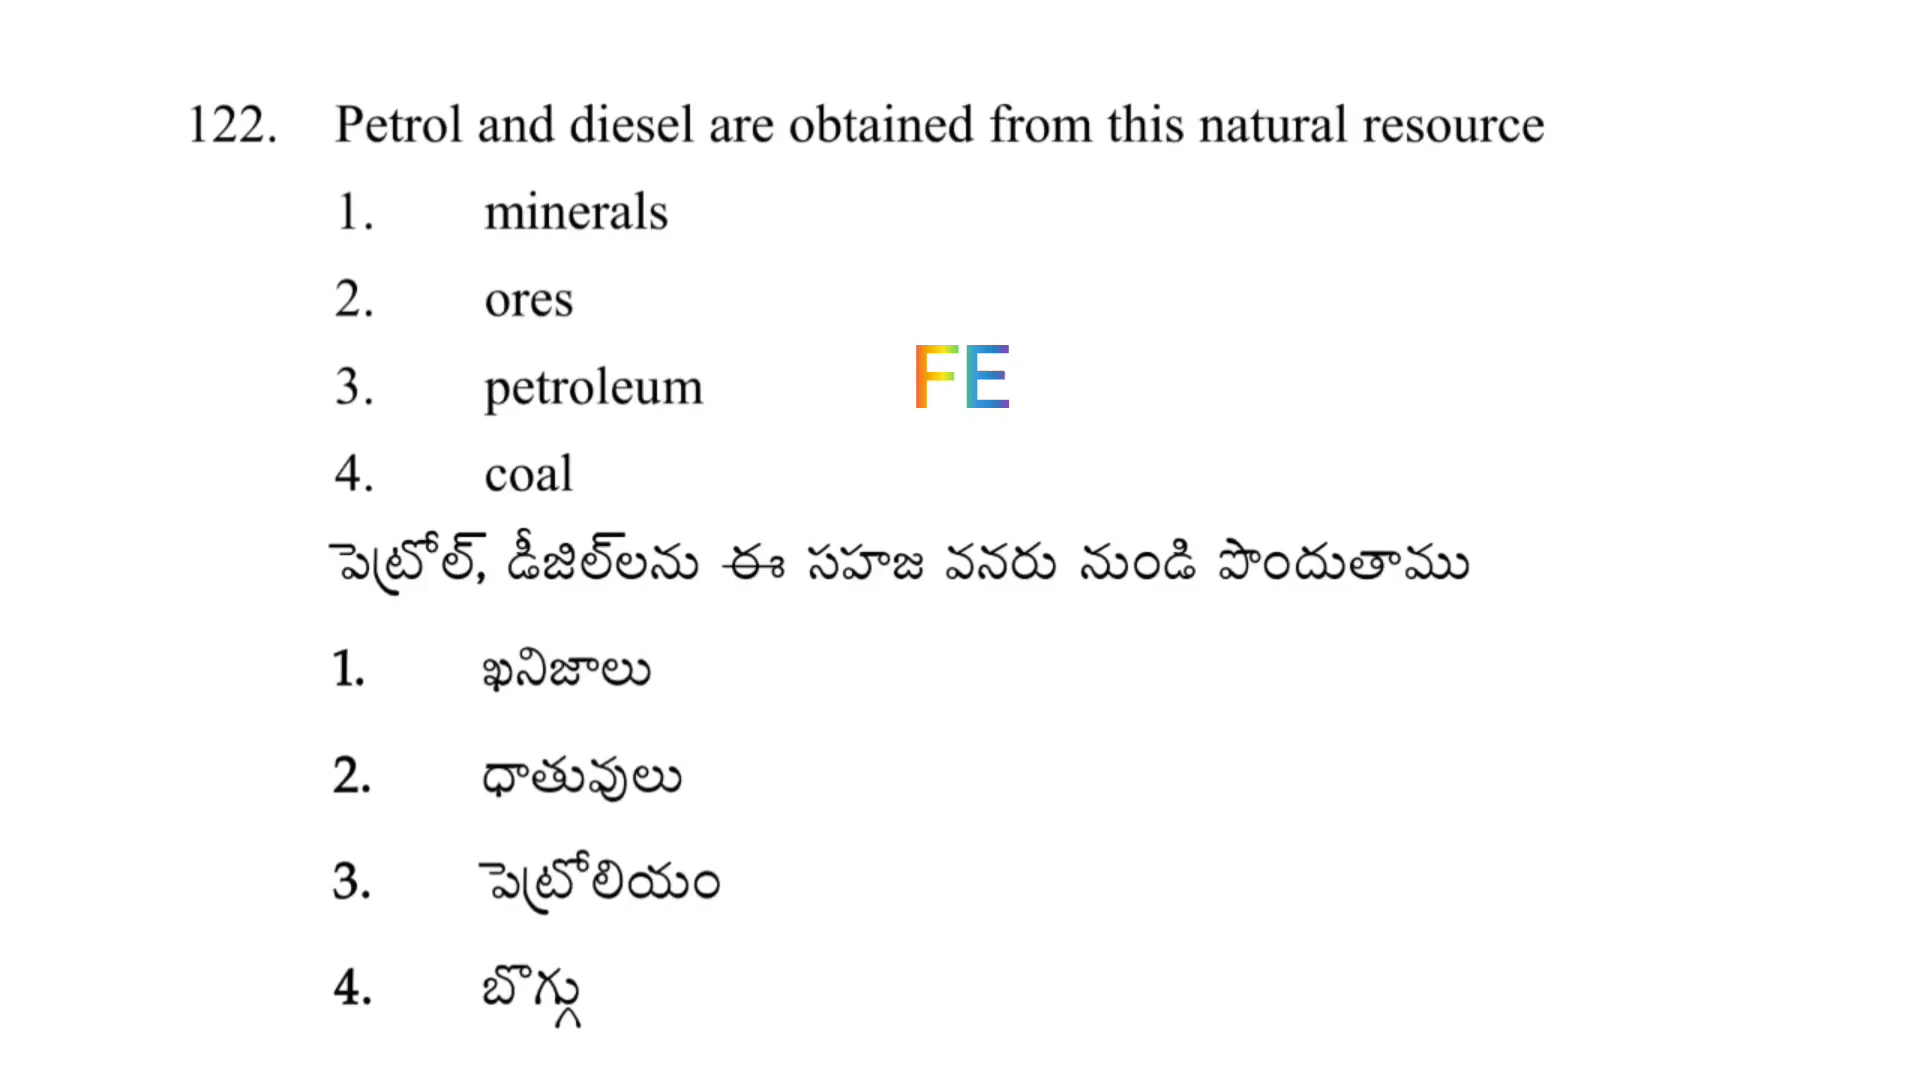 122. Petrol and diesel are obtained from this natural resource
1. minerals
2. ores
3. petroleum
FE
4. coal
పెట్రోల్, డీజిల్‌లను ఈ సహజ వనరు నుండి పొందుతాము
1. ఖనిజాలు
2. ధాతువులు
3. పెట్రోలియం
4. బొగ్గు